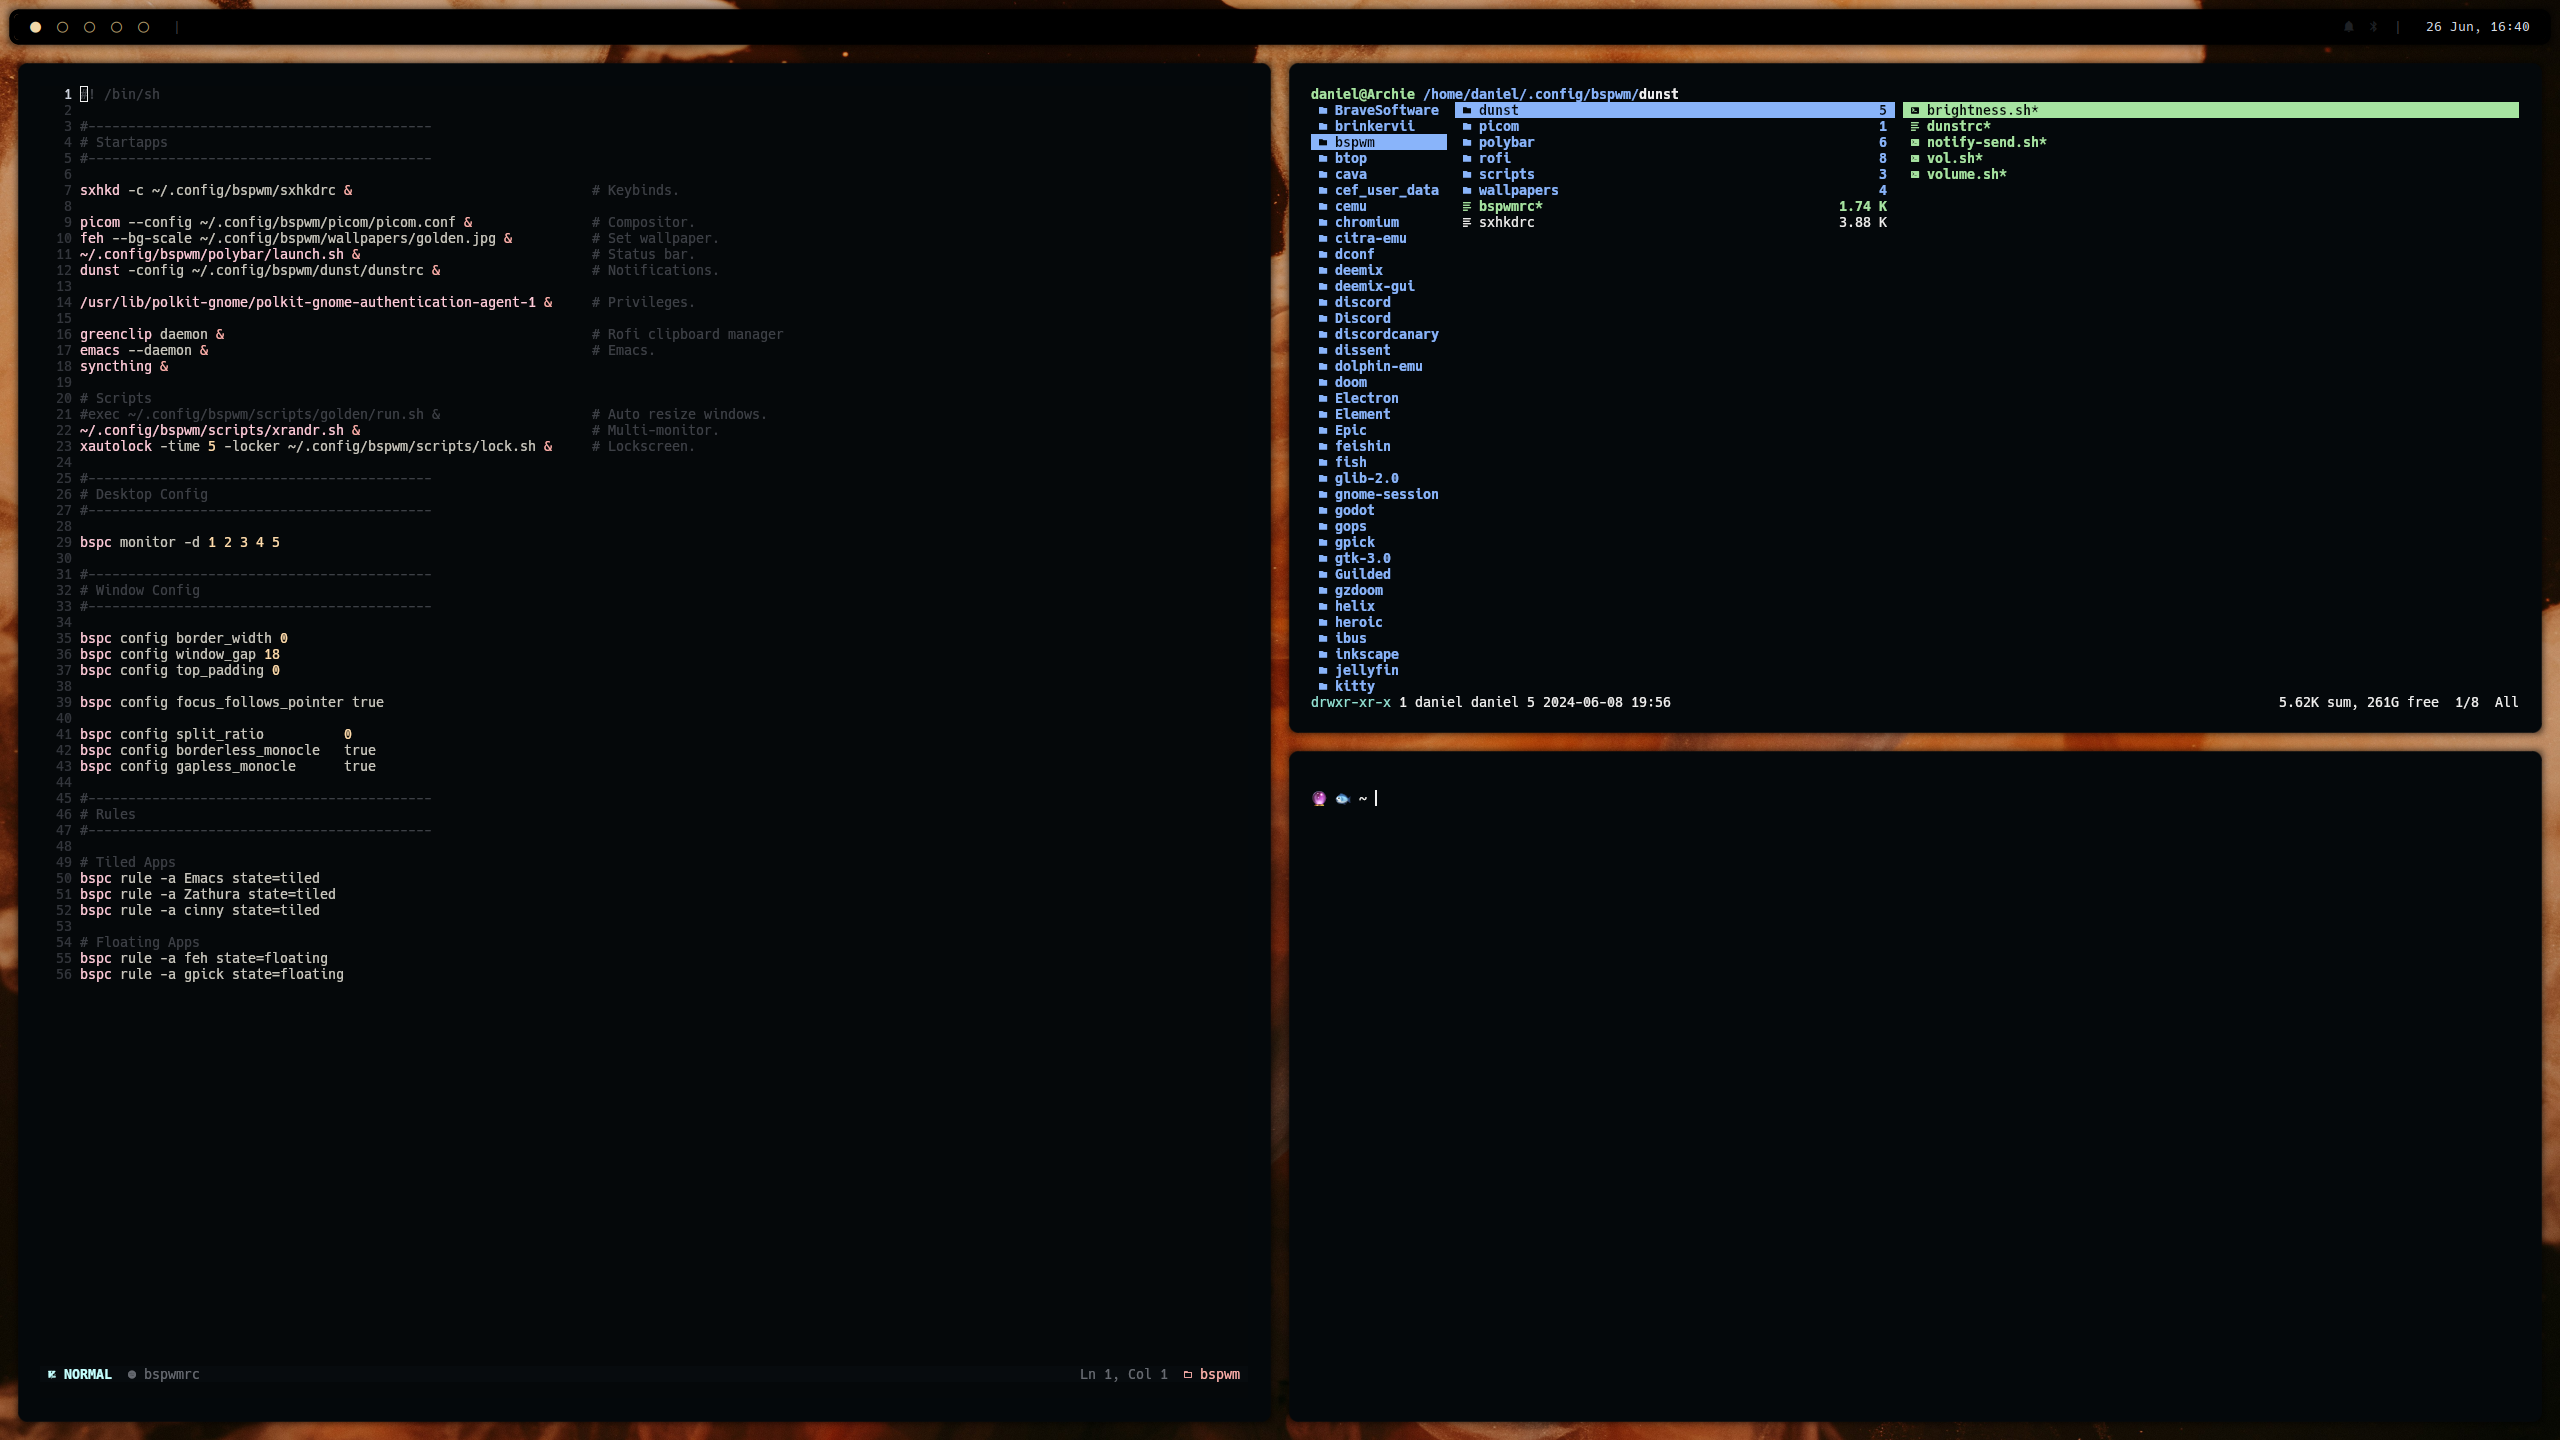 26 Jun, 16:40
1 #! /bin/sh
2
3 #-------------------------------------------
4 # Startapps
5 #-------------------------------------------
6
7 sxhkd -c ~/.config/bspwm/sxhkdrc & # Keybinds.
8
9 picom --config ~/.config/bspwm/picom/picom.conf & # Compositor.
10 feh --bg-scale ~/.config/bspwm/wallpapers/golden.jpg & # Set wallpaper.
11 ~/.config/bspwm/polybar/launch.sh & # Status bar.
12 dunst -config ~/.config/bspwm/dunst/dunstrc & # Notifications.
13
14 /usr/lib/polkit-gnome/polkit-gnome-authentication-agent-1 & # Privileges.
15
16 greenclip daemon & # Rofi clipboard manager
17 emacs --daemon & # Emacs.
18 syncthing &
19
20 # Scripts
21 #exec ~/.config/bspwm/scripts/golden/run.sh & # Auto resize windows.
22 ~/.config/bspwm/scripts/xrandr.sh & # Multi-monitor.
23 xautolock -time 5 -locker ~/.config/bspwm/scripts/lock.sh & # Lockscreen.
24
25 #-------------------------------------------
26 # Desktop Config
27 #-------------------------------------------
28
29 bspc monitor -d 1 2 3 4 5
30
31 #-------------------------------------------
32 # Window Config
33 #-------------------------------------------
34
35 bspc config border_width 0
36 bspc config window_gap 18
37 bspc config top_padding 0
38
39 bspc config focus_follows_pointer true
40
41 bspc config split_ratio 0
42 bspc config borderless_monocle true
43 bspc config gapless_monocle true
44
45 #-------------------------------------------
46 # Rules
47 #-------------------------------------------
48
49 # Tiled Apps
50 bspc rule -a Emacs state=tiled
51 bspc rule -a Zathura state=tiled
52 bspc rule -a cinny state=tiled
53
54 # Floating Apps
55 bspc rule -a feh state=floating
56 bspc rule -a gpick state=floating
NORMAL bspwmrc Ln 1, Col 1 bspwm
daniel@Archie /home/daniel/.config/bspwm/dunst
BraveSoftware dunst 5 brightness.sh*
brinkervii picom 1 dunstrc*
bspwm polybar 6 notify-send.sh*
btop rofi 8 vol.sh*
cava scripts 3 volume.sh*
cef_user_data wallpapers 4
cemu bspwmrc* 1.74 K
chromium sxhkdrc 3.88 K
citra-emu
dconf
deemix
deemix-gui
discord
Discord
discordcanary
dissent
dolphin-emu
doom
Electron
Element
Epic
feishin
fish
glib-2.0
gnome-session
godot
gops
gpick
gtk-3.0
Guilded
gzdoom
helix
heroic
ibus
inkscape
jellyfin
kitty
drwxr-xr-x 1 daniel daniel 5 2024-06-08 19:56 5.62K sum, 261G free 1/8 All
~